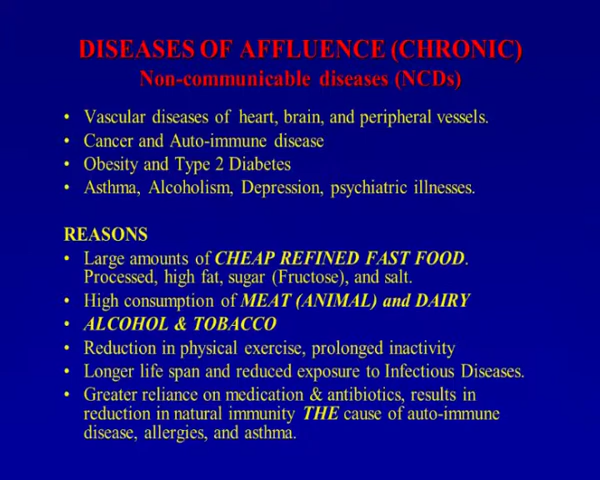 DISEASES OF AFFLUENCE (CHRONIC)
Non-communicable diseases (NCDs)
• Vascular diseases of heart, brain, and peripheral vessels.
• Cancer and Auto-immune disease
• Obesity and Type 2 Diabetes
• Asthma, Alcoholism, Depression, psychiatric illnesses.
REASONS
• Large amounts of CHEAP REFINED FAST FOOD.
Processed, high fat, sugar (Fructose), and salt.
• High consumption of MEAT (ANIMAL) and DAIRY
• ALCOHOL & TOBACCO
• Reduction in physical exercise, prolonged inactivity
• Longer life span and reduced exposure to Infectious Diseases.
• Greater reliance on medication & antibiotics, results in
reduction in natural immunity THE cause of auto-immune
disease, allergies, and asthma.